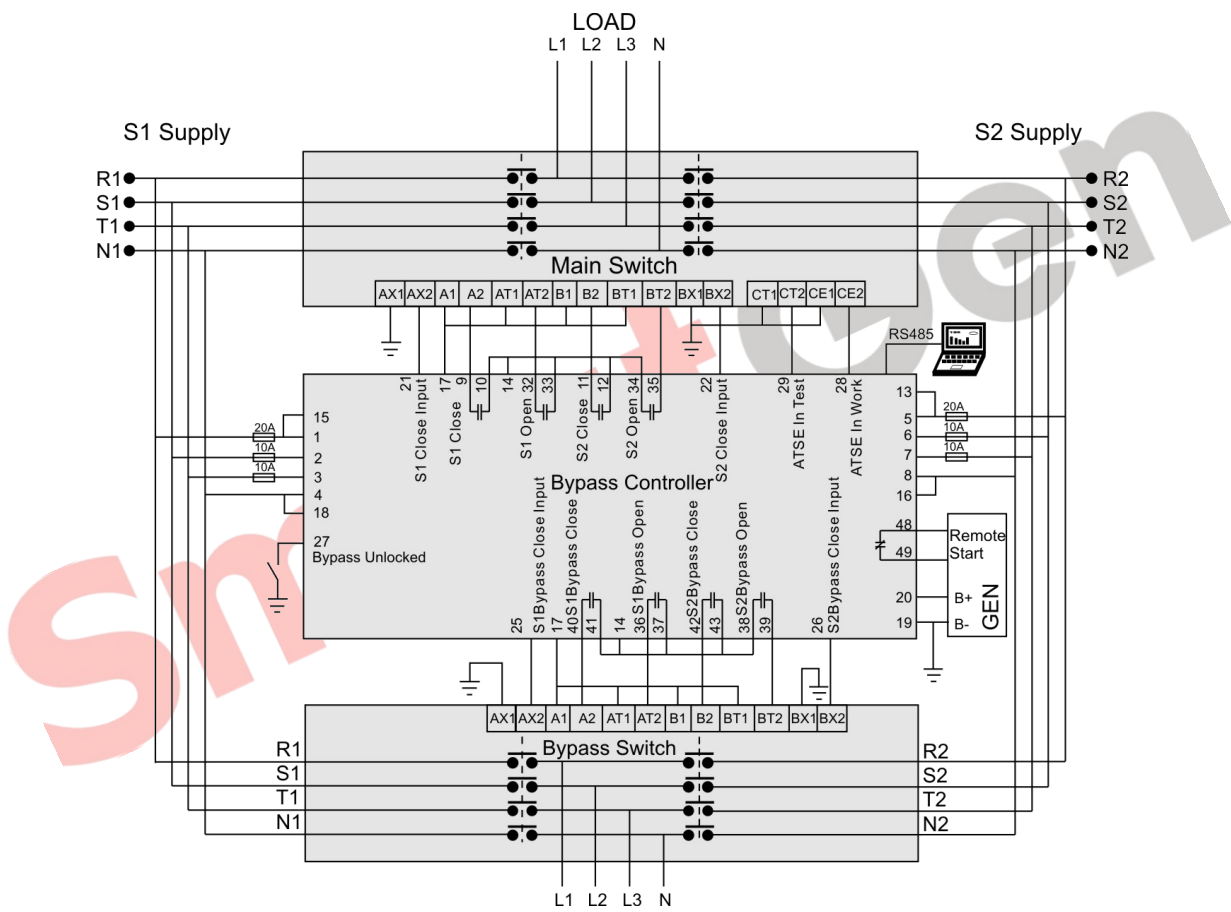 LOAD
L1 L2 L3 N
S1 Supply
S2 Supply
R1
S1
T1
N1
R2
S2
T2
N2
Main Switch
AX1 AX2 A1 A2 AT1 AT2 B1 B2 BT1 BT2 BX1 BX2 CT1 CT2 CE1 CE2
RS485
21 17 9 10 14 32 33 11 12 34 35 22 29 28
S1 Close Input
S1 Close
S1 Open
S2 Close
S2 Open
S2 Close Input
ATSE In Test
ATSE In Work
15
20A 1
10A 2
10A 3
4
18
27
Bypass Unlocked
13
5 20A
6 10A
7 10A
8
16
48
49
20
19
Remote
Start
B+
B-
GEN
Bypass Controller
S1Bypass Close Input
S1Bypass Close
S1Bypass Open
S2Bypass Close
S2Bypass Open
S2Bypass Close Input
25 17 40 41 14 36 37 42 43 38 39 26
AX1 AX2 A1 A2 AT1 AT2 B1 B2 BT1 BT2 BX1 BX2
Bypass Switch
R1
S1
T1
N1
R2
S2
T2
N2
L1 L2 L3 N